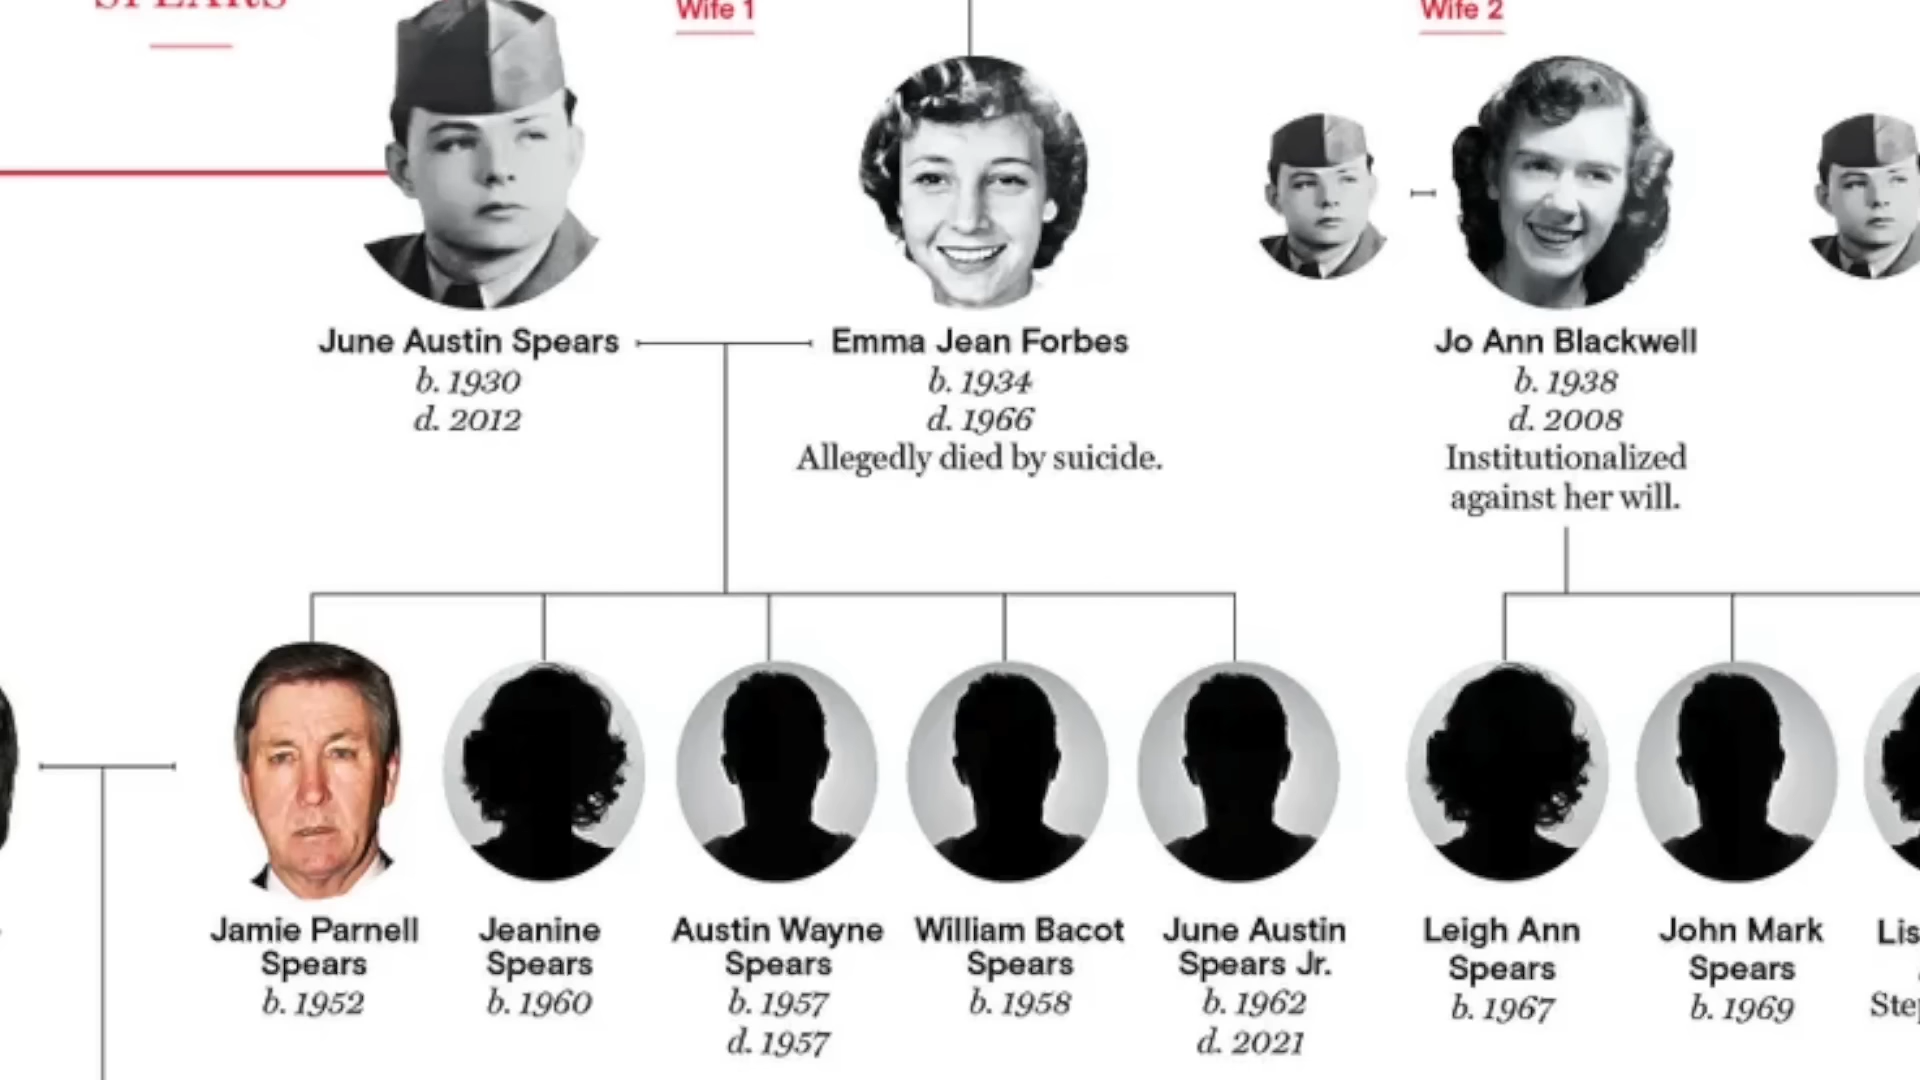 SPEARS
Wife 1
Wife 2
June Austin Spears
b. 1930
d. 2012
Emma Jean Forbes
b. 1934
d. 1966
Allegedly died by suicide.
Jo Ann Blackwell
b. 1938
d. 2008
Institutionalized
against her will.
Jamie Parnell
Spears
b. 1952
Jeanine
Spears
b. 1960
Austin Wayne
Spears
b. 1957
d. 1957
William Bacot
Spears
b. 1958
June Austin
Spears Jr.
b. 1962
d. 2021
Leigh Ann
Spears
b. 1967
John Mark
Spears
b. 1969
Lis
Step